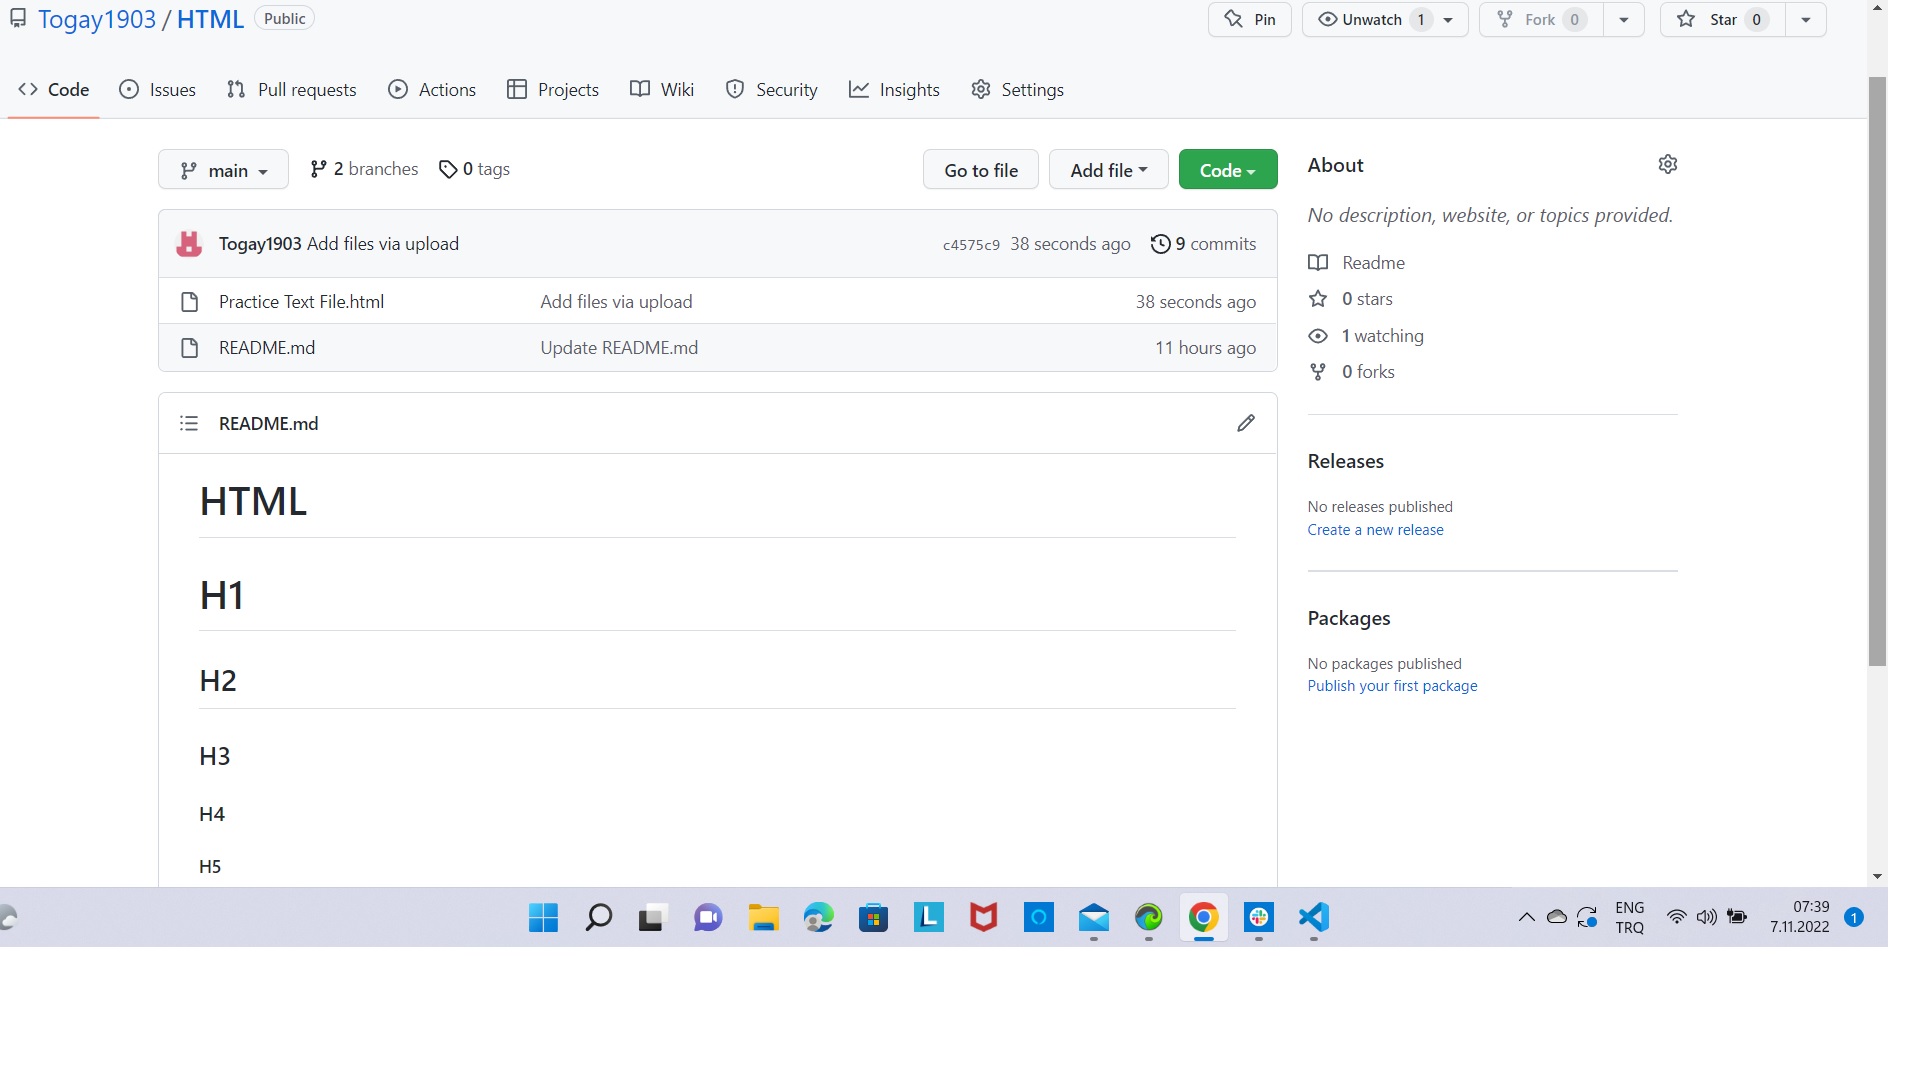 Togay1903 / HTML Public
Pin Unwatch 1 Fork 0 Star 0
Code Issues Pull requests Actions Projects Wiki Security Insights Settings
main 2 branches 0 tags Go to file Add file Code
Togay1903 Add files via upload c4575c9 38 seconds ago 9 commits
Practice Text File.html Add files via upload 38 seconds ago
README.md Update README.md 11 hours ago
README.md
HTML
H1
H2
H3
H4
H5
About
No description, website, or topics provided.
Readme
0 stars
1 watching
0 forks
Releases
No releases published
Create a new release
Packages
No packages published
Publish your first package
L
ENG
TRQ
07:39
7.11.2022
1